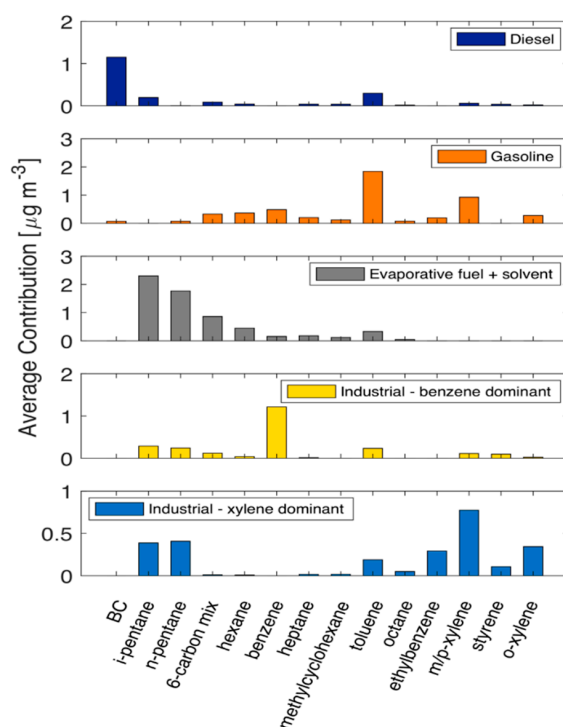 2
1
0
Diesel
3
2
1
0
Gasoline
3
2
1
0
Evaporative fuel + solvent
2
1
0
Industrial - benzene dominant
1
0.5
0
Industrial - xylene dominant
Average Contribution [μg m⁻³]
BC
i-pentane
n-pentane
6-carbon mix
hexane
benzene
heptane
methylcyclohexane
toluene
octane
ethylbenzene
m/p-xylene
styrene
o-xylene